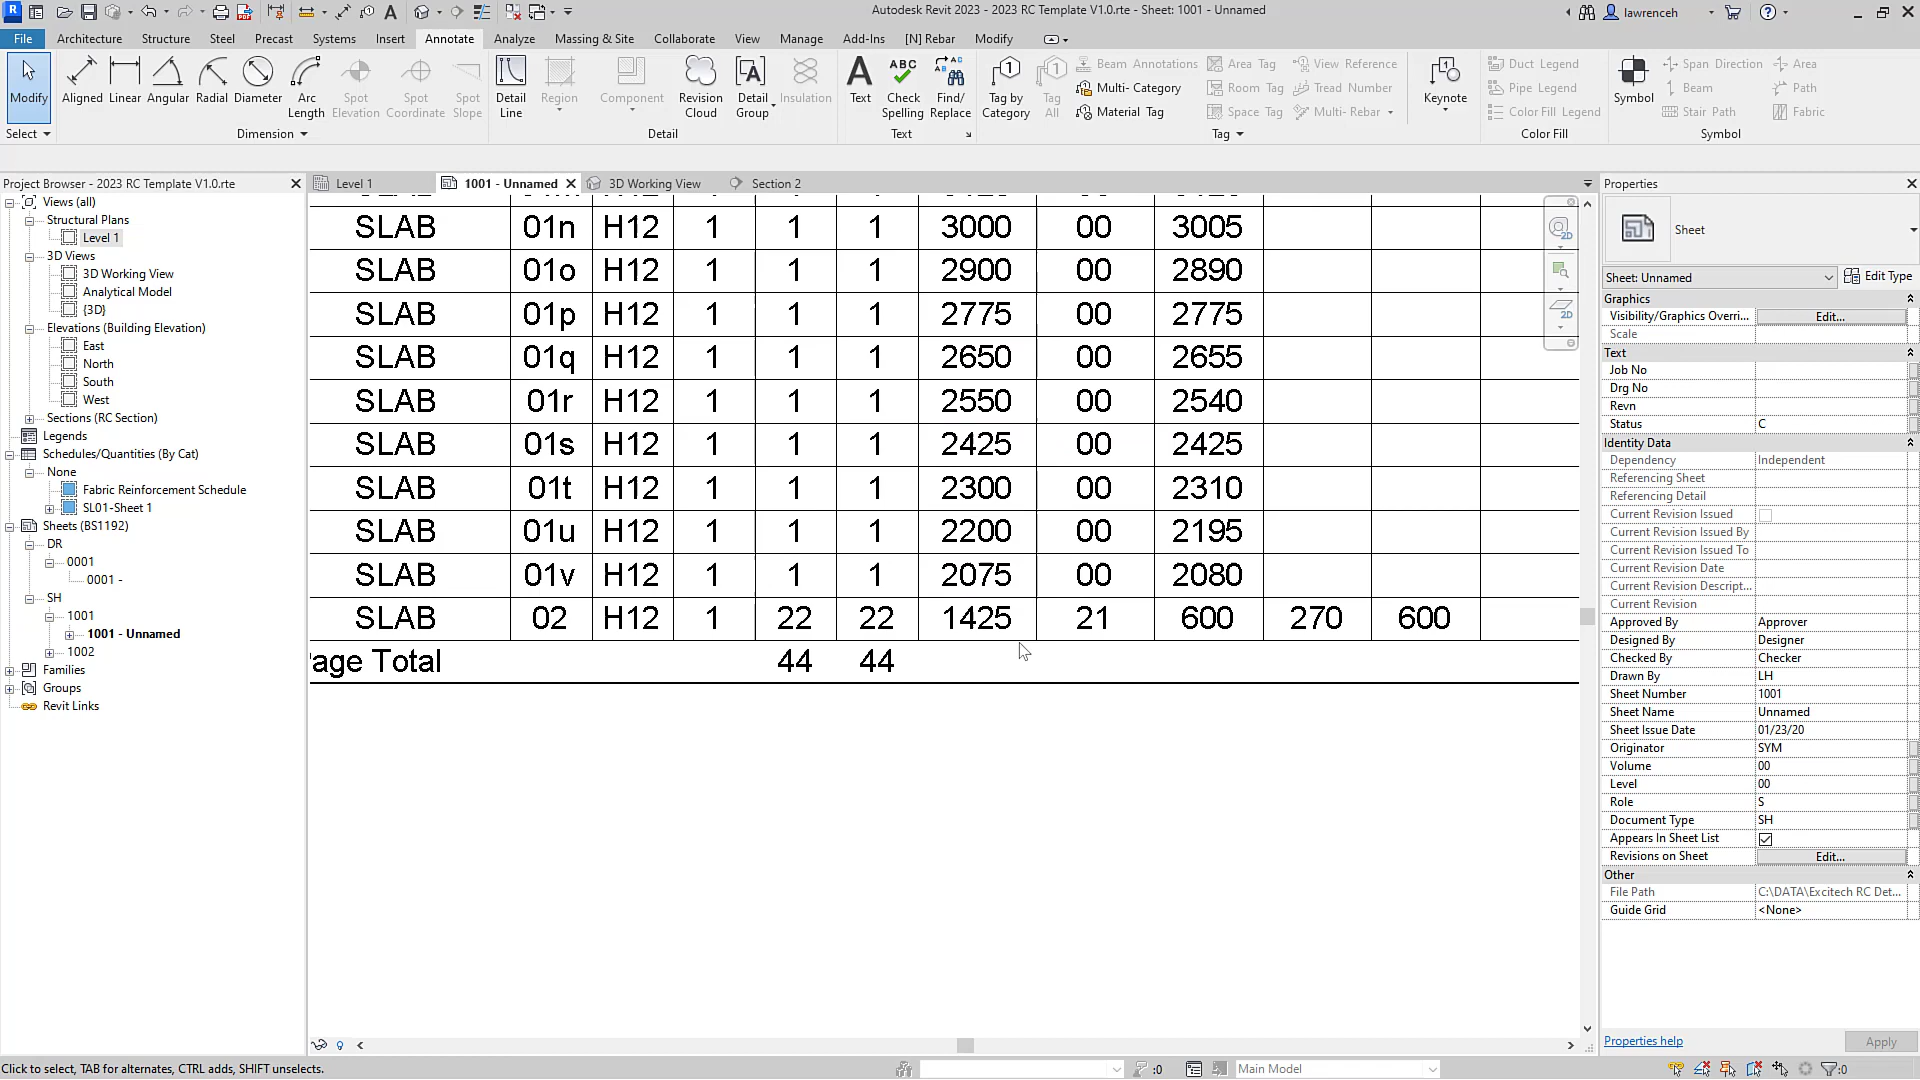 Autodesk Revit 2023 - 2023 RC Template V1.0.rte - Sheet: 1001 - Unnamed
lawrenceh
File Architecture Structure Steel Precast Systems Insert Annotate Analyze Massing & Site Collaborate View Manage Add-Ins [N] Rebar Modify
Modify
Select
Aligned Linear Angular Radial Diameter Arc Length Spot Elevation Spot Coordinate Spot Slope
Dimension
Detail Line Region Component Revision Cloud Detail Group Insulation
Detail
Text Check Spelling Find/ Replace
Text
Tag by Category Tag All
Beam Annotations Area Tag View Reference
Multi- Category Room Tag Tread Number
Material Tag Space Tag Multi- Rebar
Tag
Keynote
Duct Legend
Pipe Legend
Color Fill Legend
Color Fill
Symbol
Span Direction Area
Beam Path
Stair Path Fabric
Symbol
Project Browser - 2023 RC Template V1.0.rte
Views (all)
Structural Plans
Level 1
3D Views
3D Working View
Analytical Model
{3D}
Elevations (Building Elevation)
East
North
South
West
Sections (RC Section)
Legends
Schedules/Quantities (By Cat)
None
Fabric Reinforcement Schedule
SL01-Sheet 1
Sheets (BS1192)
DR
0001
0001 -
SH
1001
1001 - Unnamed
1002
Families
Groups
Revit Links
Level 1 1001 - Unnamed 3D Working View Section 2
SLAB 01n H12 1 1 1 3000 00 3005
SLAB 01o H12 1 1 1 2900 00 2890
SLAB 01p H12 1 1 1 2775 00 2775
SLAB 01q H12 1 1 1 2650 00 2655
SLAB 01r H12 1 1 1 2550 00 2540
SLAB 01s H12 1 1 1 2425 00 2425
SLAB 01t H12 1 1 1 2300 00 2310
SLAB 01u H12 1 1 1 2200 00 2195
SLAB 01v H12 1 1 1 2075 00 2080
SLAB 02 H12 1 22 22 1425 21 600 270 600
age Total 44 44
Properties
Sheet
Sheet: Unnamed Edit Type
Graphics
Visibility/Graphics Overri... Edit...
Scale
Text
Job No
Drg No
Revn
Status C
Identity Data
Dependency Independent
Referencing Sheet
Referencing Detail
Current Revision Issued
Current Revision Issued By
Current Revision Issued To
Current Revision Date
Current Revision Descript...
Current Revision
Approved By Approver
Designed By Designer
Checked By Checker
Drawn By LH
Sheet Number 1001
Sheet Name Unnamed
Sheet Issue Date 01/23/20
Originator SYM
Volume 00
Level 00
Role S
Document Type SH
Appears In Sheet List
Revisions on Sheet Edit...
Other
File Path C:\DATA\Excitech RC Det...
Guide Grid <None>
Properties help Apply
Click to select, TAB for alternates, CTRL adds, SHIFT unselects.
:0 Main Model :0